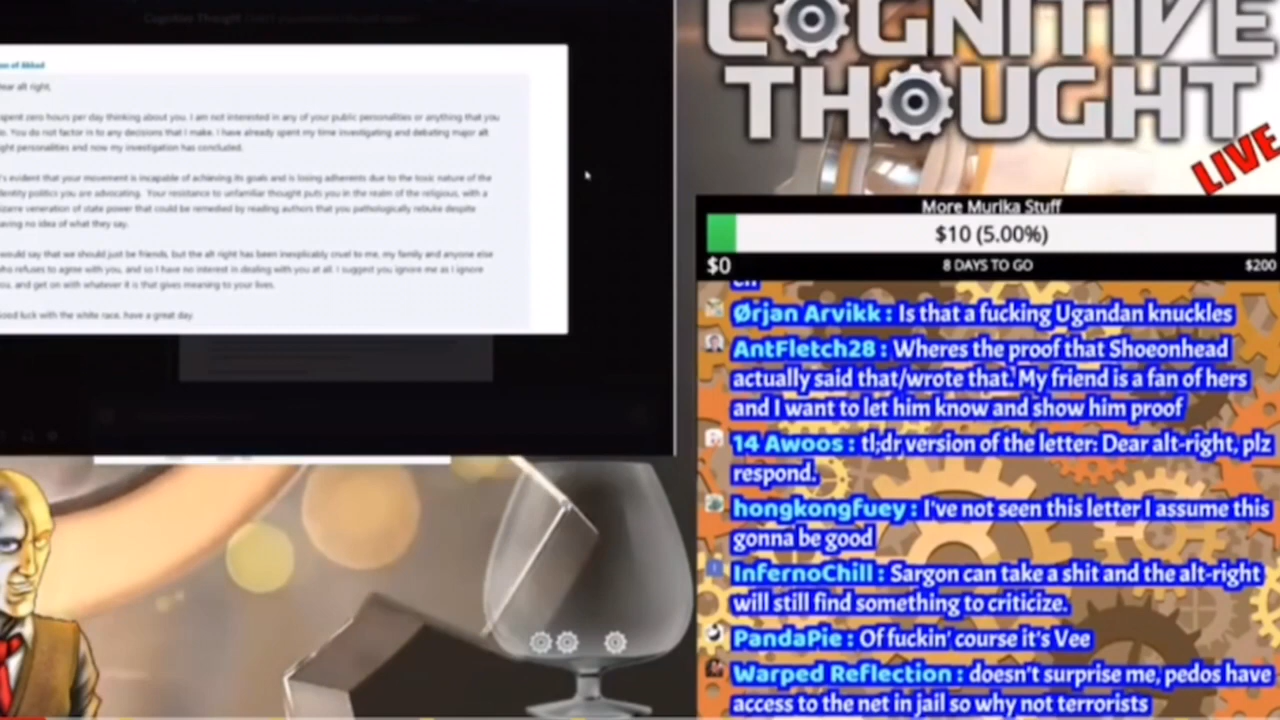 Cognitive Thought
on of Akkad
ear alt right,
spent zero hours per day thinking about you. I am not interested in any of your public personalities or anything that you
o. You do not factor in to any decisions that I make. I have already spent my time investigating and debating major alt
ight personalities and now my investigation has concluded.
's evident that your movement is incapable of achieving its goals and is losing adherents due to the toxic nature of the
dentity politics you are advocating. Your resistance to unfamiliar thought puts you in the realm of the religious, with a
izarre veneration of state power that could be remedied by reading authors that you pathologically rebuke despite
aving no idea of what they say.
would say that we should just be friends, but the alt right has been inexplicably cruel to me, my family and anyone else
ho refuses to agree with you, and so I have no interest in dealing with you at all. I suggest you ignore me as I ignore
ou, and get on with whatever it is that gives meaning to your lives.
ood luck with the white race, have a great day
COGNITIVE
THOUGHT
LIVE
More Murika Stuff
$10 (5.00%)
$0 8 DAYS TO GO $200
Ørjan Arvikk : Is that a fucking Ugandan knuckles
AntFletch28 : Wheres the proof that Shoeonhead
actually said that/wrote that. My friend is a fan of hers
and I want to let him know and show him proof
14 Awoos : tl;dr version of the letter: Dear alt-right, plz
respond.
hongkongfuey : I've not seen this letter I assume this
gonna be good
InfernoChill : Sargon can take a shit and the alt-right
will still find something to criticize.
PandaPie : Of fuckin' course it's Vee
Warped Reflection : doesn't surprise me, pedos have
access to the net in jail so why not terrorists